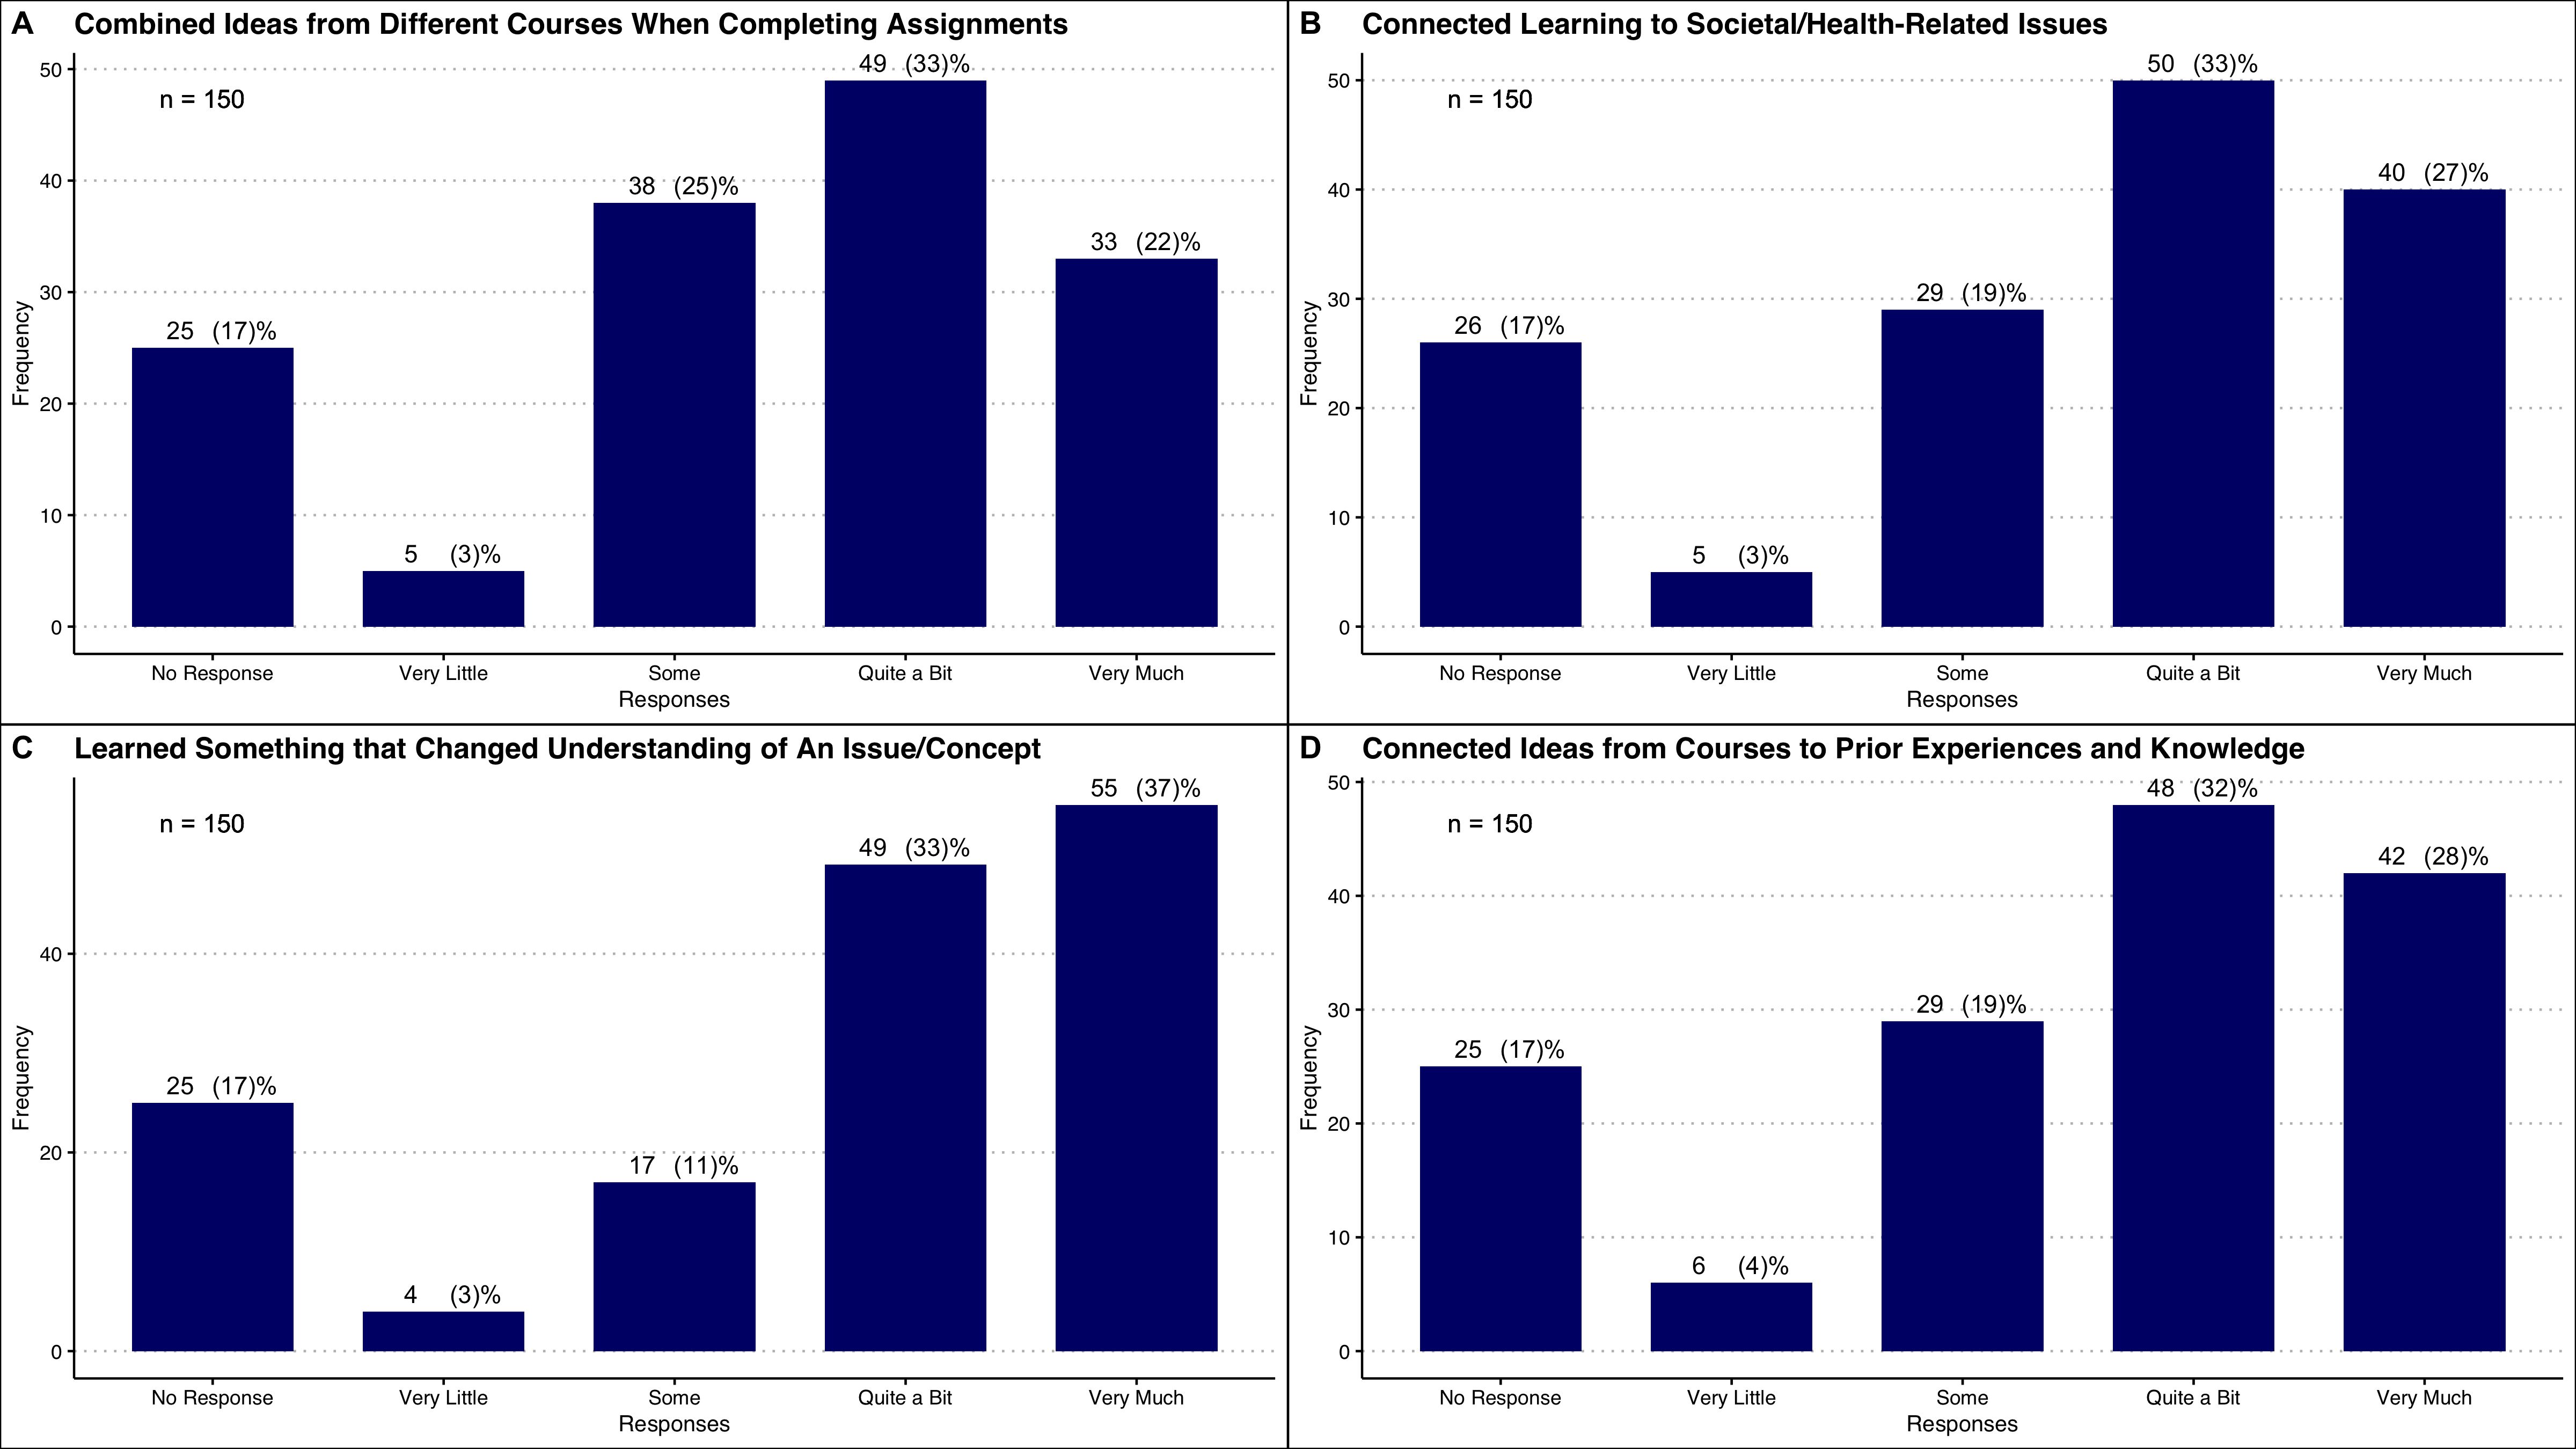 A Combined Ideas from Different Courses When Completing Assignments
n = 150
Frequency
50
40
30
20
10
0
25 (17)%
5 (3)%
38 (25)%
49 (33)%
33 (22)%
No Response Very Little Some Quite a Bit Very Much
Responses
B Connected Learning to Societal/Health-Related Issues
n = 150
Frequency
50
40
30
20
10
0
26 (17)%
5 (3)%
29 (19)%
50 (33)%
40 (27)%
No Response Very Little Some Quite a Bit Very Much
Responses
C Learned Something that Changed Understanding of An Issue/Concept
n = 150
Frequency
40
20
0
25 (17)%
4 (3)%
17 (11)%
49 (33)%
55 (37)%
No Response Very Little Some Quite a Bit Very Much
Responses
D Connected Ideas from Courses to Prior Experiences and Knowledge
n = 150
Frequency
50
40
30
20
10
0
25 (17)%
6 (4)%
29 (19)%
48 (32)%
42 (28)%
No Response Very Little Some Quite a Bit Very Much
Responses